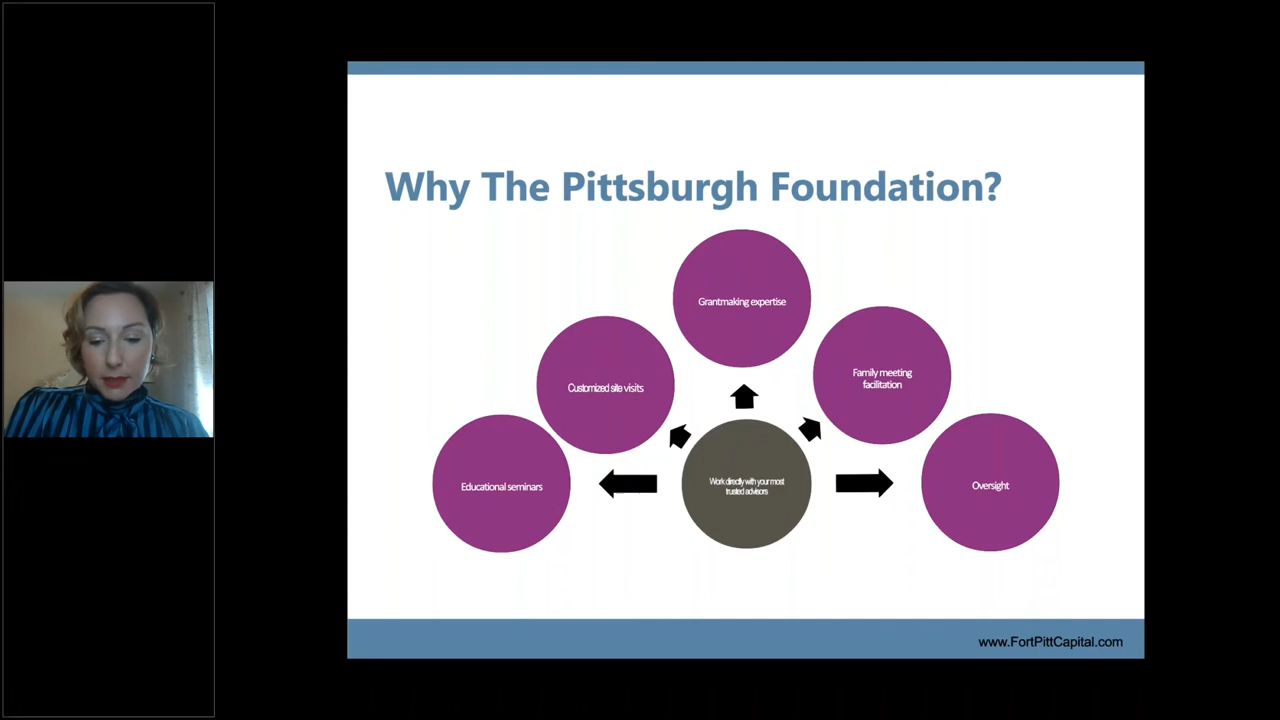 Why The Pittsburgh Foundation?
Grantmaking expertise
Customized site visits
Family meeting
facilitation
Educational seminars
Work directly with your most
trusted advisors
Oversight
www.FortPittCapital.com